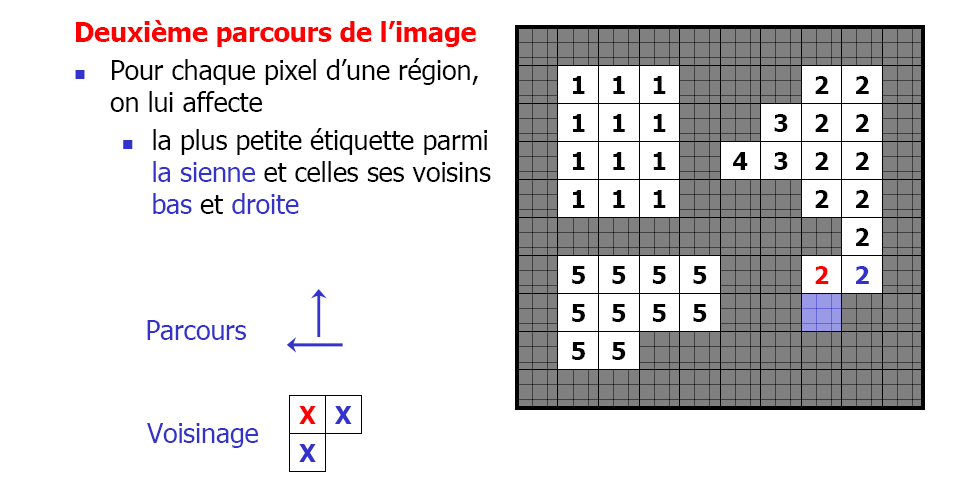 Deuxième parcours de l’image
Pour chaque pixel d’une région,
on lui affecte
la plus petite étiquette parmi
la sienne et celles ses voisins
bas et droite
Parcours
Voisinage
X X
X
1 1 1 2 2
1 1 1 3 2 2
1 1 1 4 3 2 2
1 1 1 2 2
2
5 5 5 5 2 2
5 5 5 5
5 5